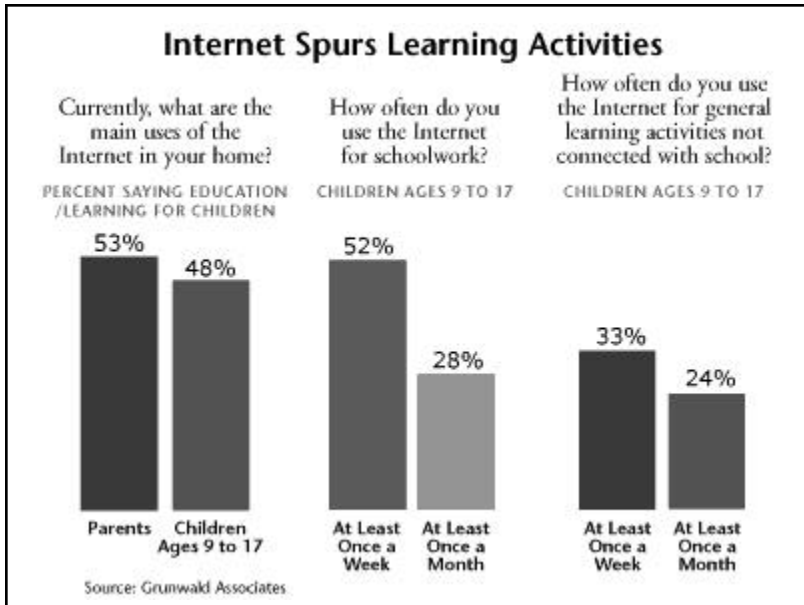 Internet Spurs Learning Activities
Currently, what are the
main uses of the
Internet in your home?
PERCENT SAYING EDUCATION
/LEARNING FOR CHILDREN
53%
48%
Parents
Children
Ages 9 to 17
How often do you
use the Internet
for schoolwork?
CHILDREN AGES 9 TO 17
52%
28%
At Least
Once a
Week
At Least
Once a
Month
How often do you use
the Internet for general
learning activities not
connected with school?
CHILDREN AGES 9 TO 17
33%
24%
At Least
Once a
Week
At Least
Once a
Month
Source: Grunwald Associates